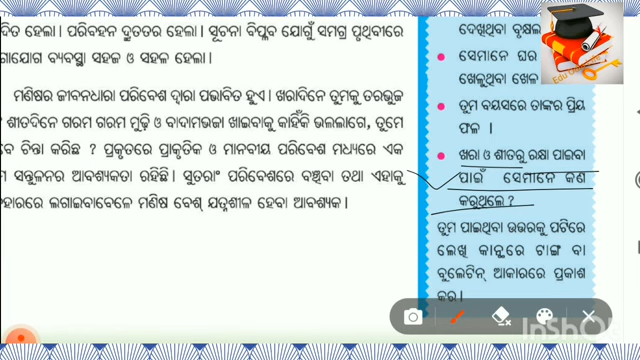 ଦିତ ହେଲା। ପରିବହନ ଦ୍ରୁତତର ହେଲା। ସୂଚନା ବିପ୍ଳବ ଯୋଗୁଁ ସମଗ୍ର ପୃଥିବୀରେ
ଗାଯୋଗ ବ୍ୟବସ୍ଥା ସହଜ ଓ ସହଳ ହେଲା।
ମଣିଷର ଜୀବନଧାରା ପରିବେଶ ଦ୍ୱାରା ପ୍ରଭାବିତ ହୁଏ। ଖରାଦିନେ ତୁମକୁ ତରଭୁଜ
? ଶୀତଦିନେ ଗରମ ଗରମ ମୁଢ଼ି ଓ ବାଦାମଭଜା ଖାଇବାକୁ କାହିଁକି ଭଲଲାଗେ, ତୁମେ
ବେ ଚିନ୍ତା କରିଛ ? ପ୍ରକୃତରେ ପ୍ରାକୃତିକ ଓ ମାନବୀୟ ପରିବେଶ ମଧ୍ୟରେ ଏକ
ସନ୍ତୁଳନର ଆବଶ୍ୟକତା ରହିଛି। ସୁତରାଂ ପରିବେଶରେ ବଞ୍ଚିବା ତଥା ଏହାକୁ
ବହାରରେ ଲଗାଇବାବେଳେ ମଣିଷ ବେଶ୍ ଯତ୍ନଶୀଳ ହେବା ଆବଶ୍ୟକ।
ଦେଖୁଥିବା ବୃକ୍ଷଲ
● ସେମାନେ ଘର
ଖେଳୁଥିବା ଖେଳ
● ତୁମ ବୟସରେ ତାଙ୍କର ପ୍ରିୟ
ଫଳ ।
● ଖରା ଓ ଶୀତରୁ ରକ୍ଷା ପାଇବା
ପାଇଁ ସେମାନେ କଣ
କରୁଥିଲେ ?
ତୁମ ପାଇଥିବା ଉତ୍ତରକୁ ପଟିରେ
ଲେଖି କାନ୍ଥରେ ଟାଙ୍ଗ ବା
ବୁଲେଟିନ୍ ଆକାରରେ ପ୍ରକାଶ
କର।
InShO